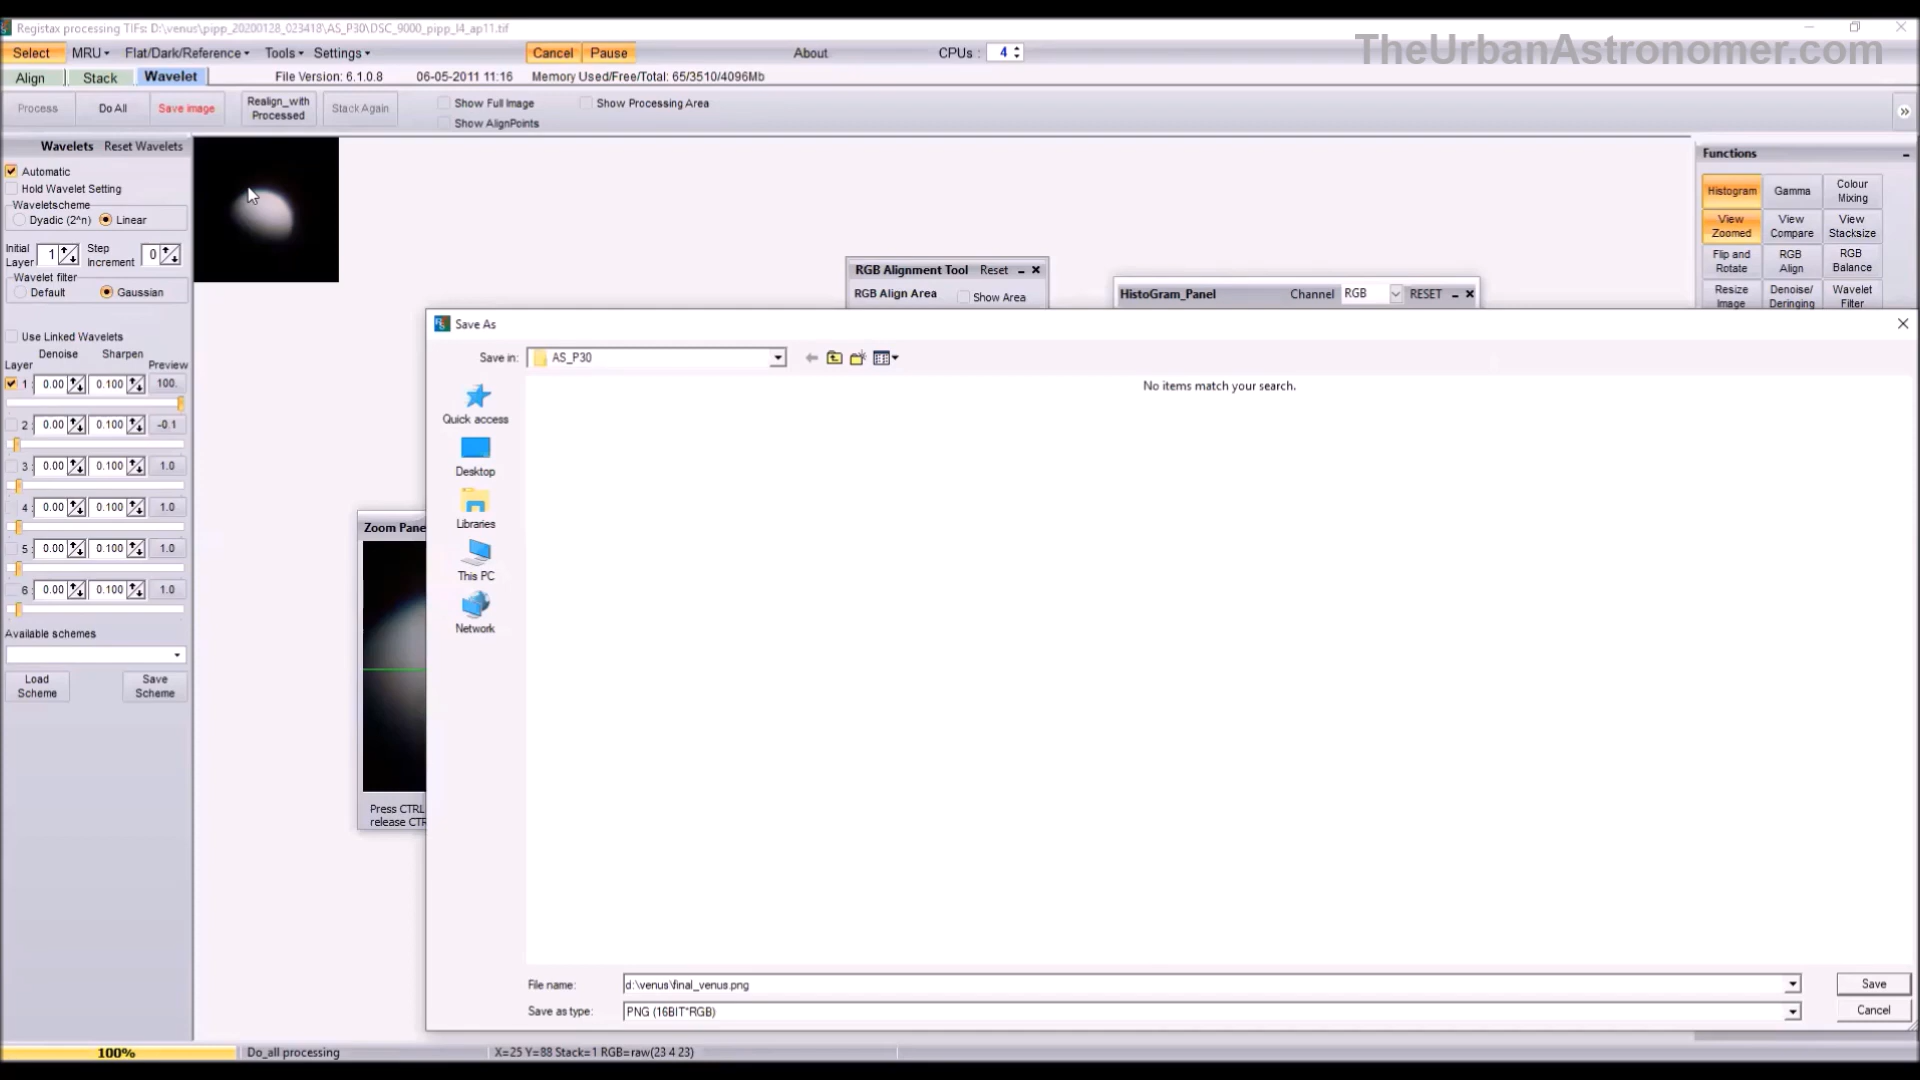 Registax processing TIFs: D:\venus\pipp_20200128_023418\AS_P30\DSC_9000_pipp_l4_ap11.tif
TheUrbanAstronomer.com
Select MRU Flat/Dark/Reference Tools Settings Cancel Pause About CPUs : 4
Align Stack Wavelet File Version: 6.1.0.8 06-05-2011 11:16 Memory Used/Free/Total: 65/3510/4096Mb
Process Do All Save image Realign_with Processed Stack Again
Show Full Image Show Processing Area
Show AlignPoints
Wavelets Reset Wavelets
Automatic
Hold Wavelet Setting
Waveletscheme
Dyadic (2^n) Linear
Initial Layer 1 Step Increment 0
Wavelet filter
Default Gaussian
Use Linked Wavelets
Denoise Sharpen
Layer Preview
1 : 0.00 0.100 100.
2 : 0.00 0.100 -0.1
3 : 0.00 0.100 1.0
4 : 0.00 0.100 1.0
5 : 0.00 0.100 1.0
6 : 0.00 0.100 1.0
Available schemes
Load Scheme Save Scheme
Functions
Histogram Gamma Colour Mixing
View Zoomed View Compare View Stacksize
Flip and Rotate RGB Align RGB Balance
Resize Image Denoise/ Deringing Wavelet Filter
RGB Alignment Tool Reset
RGB Align Area Show Area
HistoGram_Panel Channel RGB RESET
Zoom Pane
Press CTRL
release CTR
Save As
Save in: AS_P30
No items match your search.
Quick access
Desktop
Libraries
This PC
Network
File name: d:\venus\final_venus.png Save
Save as type: PNG (16BIT*RGB) Cancel
100% Do_all processing X=25 Y=88 Stack=1 RGB=raw(23 4 23)